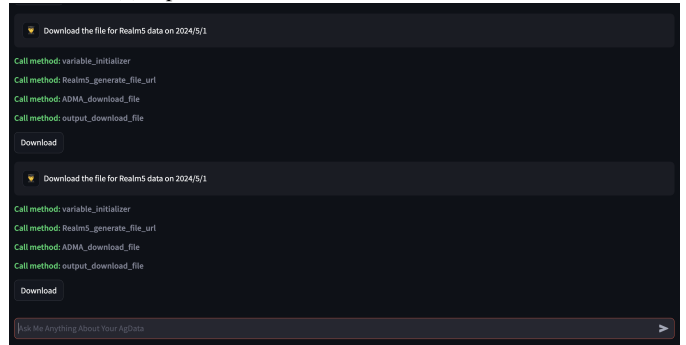 Download the file for Realm5 data on 2024/5/1
Call method: variable_initializer
Call method: Realm5_generate_file_url
Call method: ADMA_download_file
Call method: output_download_file
Download
Download the file for Realm5 data on 2024/5/1
Call method: variable_initializer
Call method: Realm5_generate_file_url
Call method: ADMA_download_file
Call method: output_download_file
Download
Ask Me Anything About Your AgData